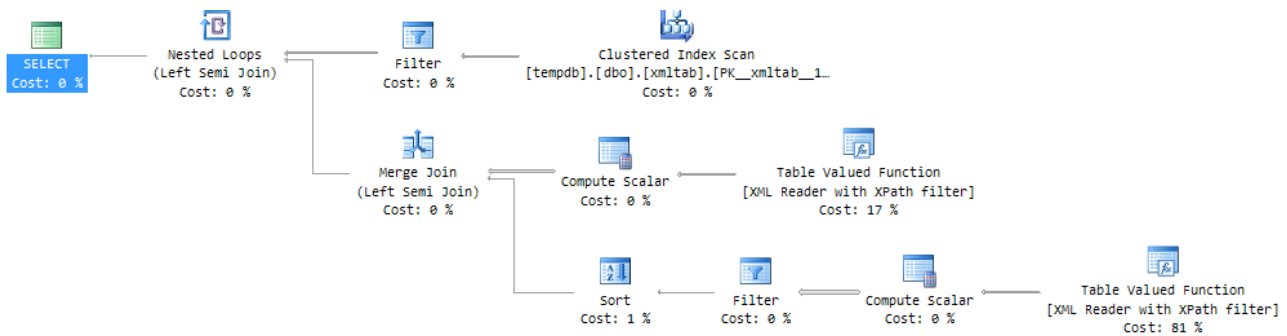 SELECT
Cost: 0 %
Nested Loops
(Left Semi Join)
Cost: 0 %
Filter
Cost: 0 %
Clustered Index Scan
[tempdb].[dbo].[xmltab].[PK__xmltab__1…
Cost: 0 %
Merge Join
(Left Semi Join)
Cost: 0 %
Compute Scalar
Cost: 0 %
Table Valued Function
[XML Reader with XPath filter]
Cost: 17 %
Sort
Cost: 1 %
Filter
Cost: 0 %
Compute Scalar
Cost: 0 %
Table Valued Function
[XML Reader with XPath filter]
Cost: 81 %